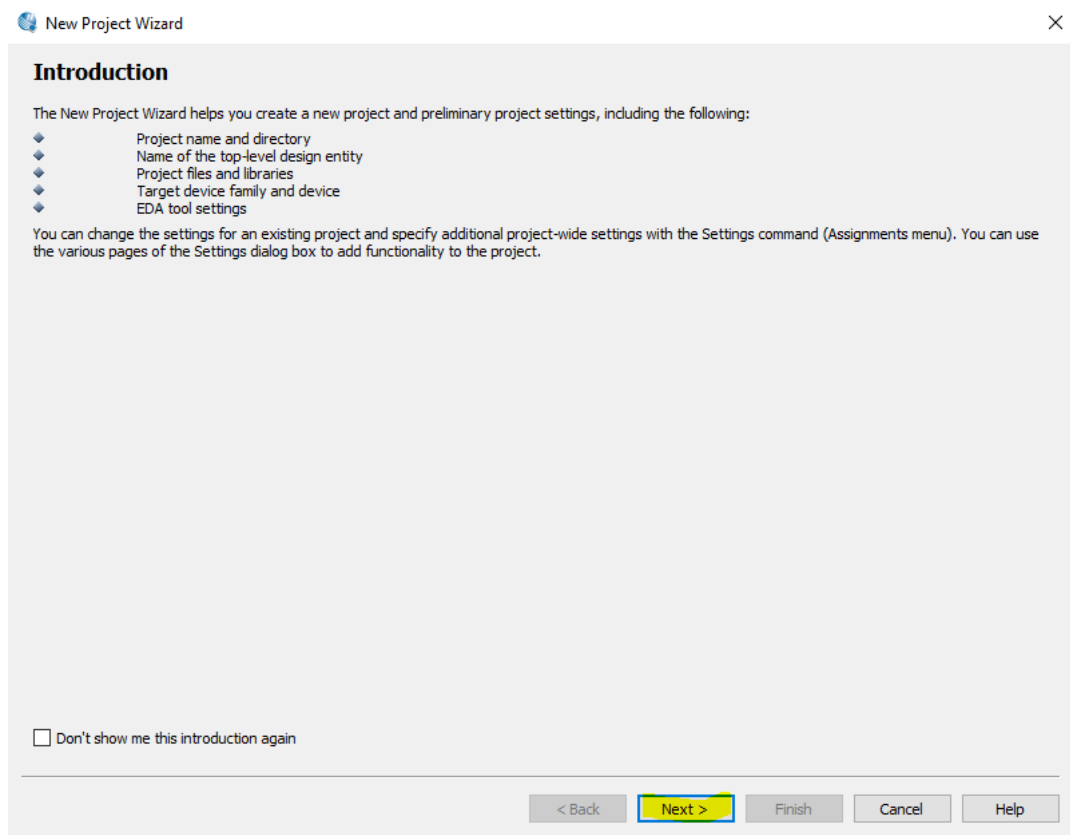 New Project Wizard
Introduction
The New Project Wizard helps you create a new project and preliminary project settings, including the following:
Project name and directory
Name of the top-level design entity
Project files and libraries
Target device family and device
EDA tool settings
You can change the settings for an existing project and specify additional project-wide settings with the Settings command (Assignments menu). You can use
the various pages of the Settings dialog box to add functionality to the project.
Don't show me this introduction again
< Back Next > Finish Cancel Help